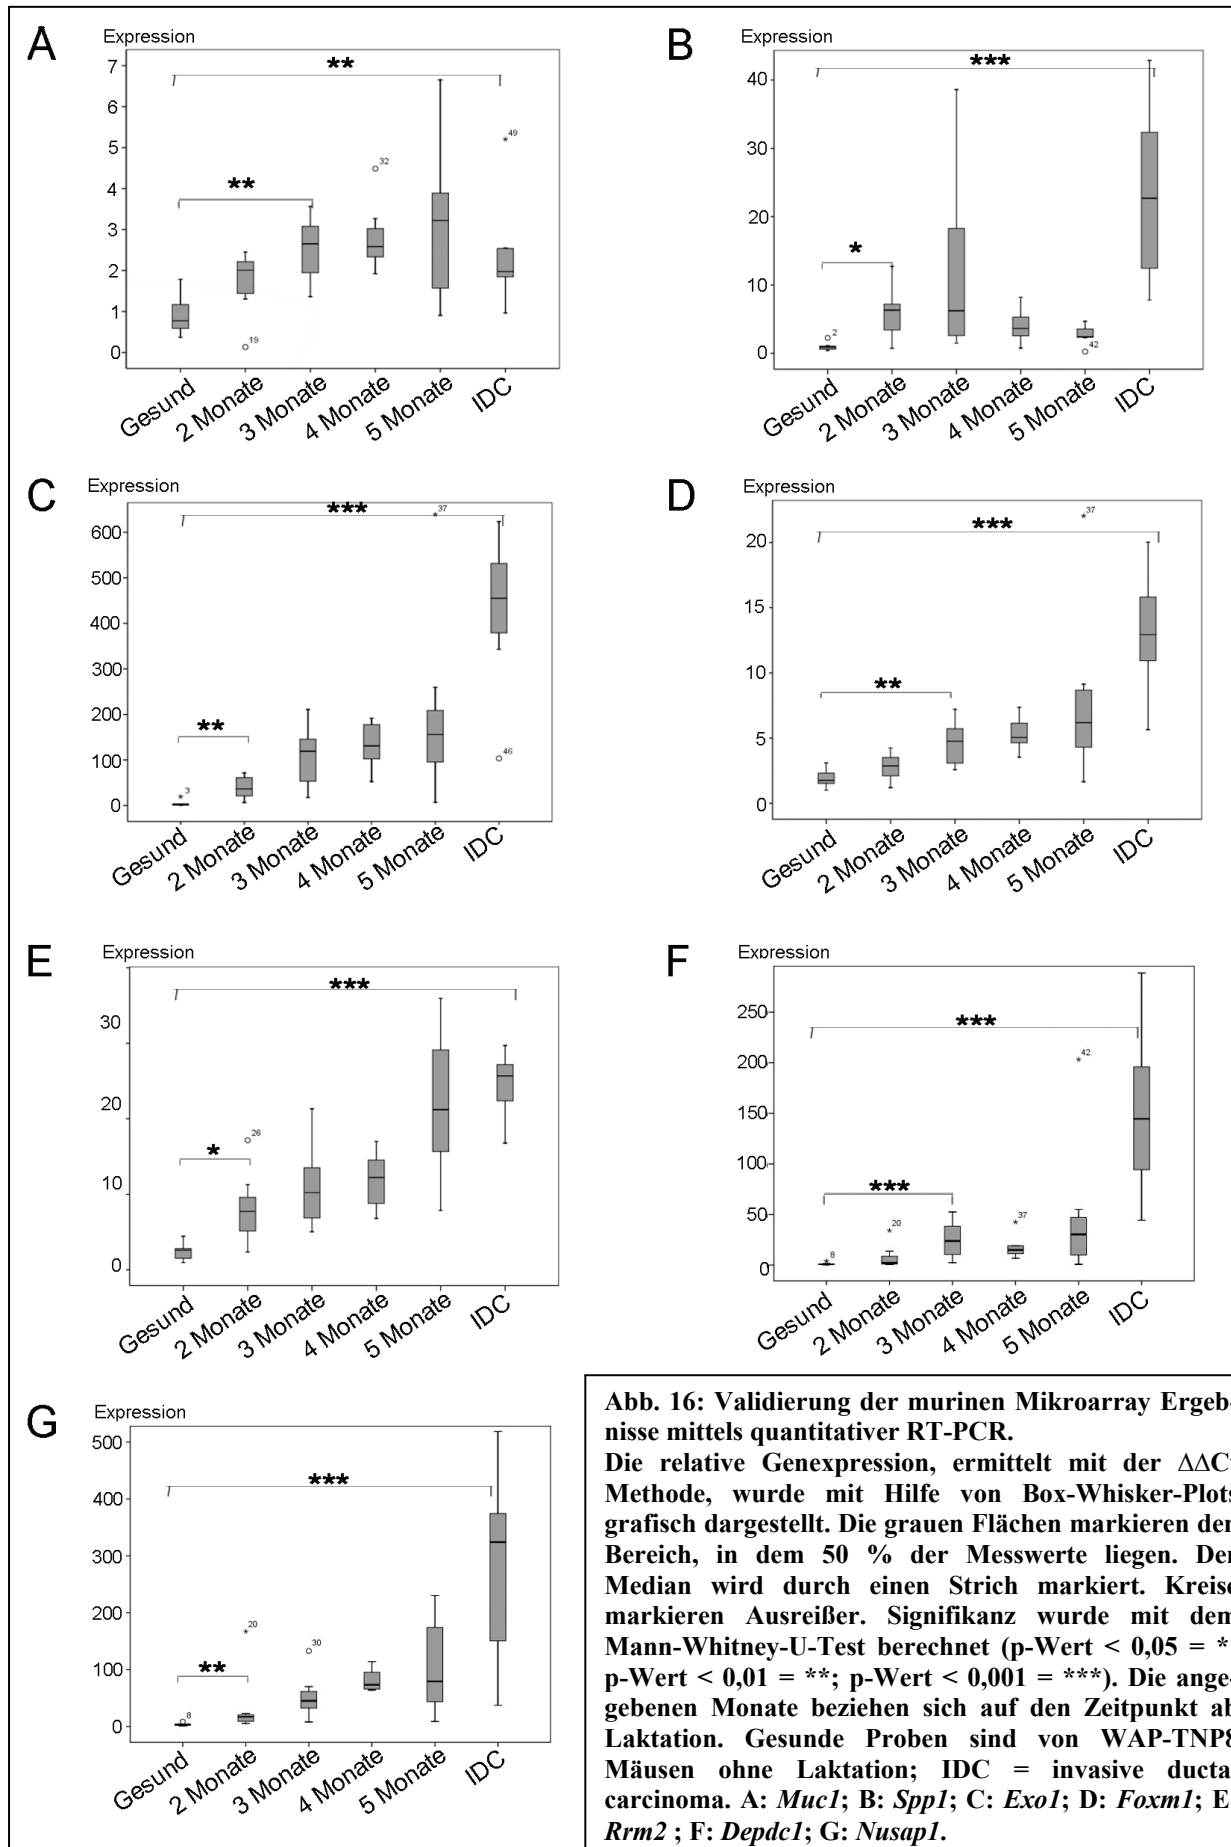 A
Expression
7
6
5
4
3
2
1
0
**
**
19
32
49
Gesund
2 Monate
3 Monate
4 Monate
5 Monate
IDC
B
Expression
40
30
20
10
0
***
*
2
42
Gesund
2 Monate
3 Monate
4 Monate
5 Monate
IDC
C
Expression
600
500
400
300
200
100
0
***
**
3
37
46
Gesund
2 Monate
3 Monate
4 Monate
5 Monate
IDC
D
Expression
20
15
10
5
0
***
**
37
Gesund
2 Monate
3 Monate
4 Monate
5 Monate
IDC
E
Expression
30
20
10
0
***
*
26
Gesund
2 Monate
3 Monate
4 Monate
5 Monate
IDC
F
Expression
250
200
150
100
50
0
***
***
8
20
37
42
Gesund
2 Monate
3 Monate
4 Monate
5 Monate
IDC
G
Expression
500
400
300
200
100
0
***
**
8
20
30
Gesund
2 Monate
3 Monate
4 Monate
5 Monate
IDC
Abb. 16: Validierung der murinen Mikroarray Ergeb-
nisse mittels quantitativer RT-PCR.
Die relative Genexpression, ermittelt mit der
Methode, wurde mit Hilfe von Box-Whisker-Plots
grafisch dargestellt. Die grauen Flächen markieren den
Bereich, in dem 50 % der Messwerte liegen. Der
Median wird durch einen Strich markiert. Kreise
markieren Ausreißer. Signifikanz wurde mit dem
Mann-Whitney-U-Test berechnet (p-Wert < 0,05 = *
p-Wert < 0,01 = **; p-Wert < 0,001 = ***). Die ange-
gebenen Monate beziehen sich auf den Zeitpunkt ab
Laktation. Gesunde Proben sind von WAP-TNP8
Mäusen ohne Laktation; IDC = invasive ducta
carcinoma. A: Muc1; B: Spp1; C: Exo1; D: Foxm1; E
Rrm2 ; F: Depdc1; G: Nusap1.